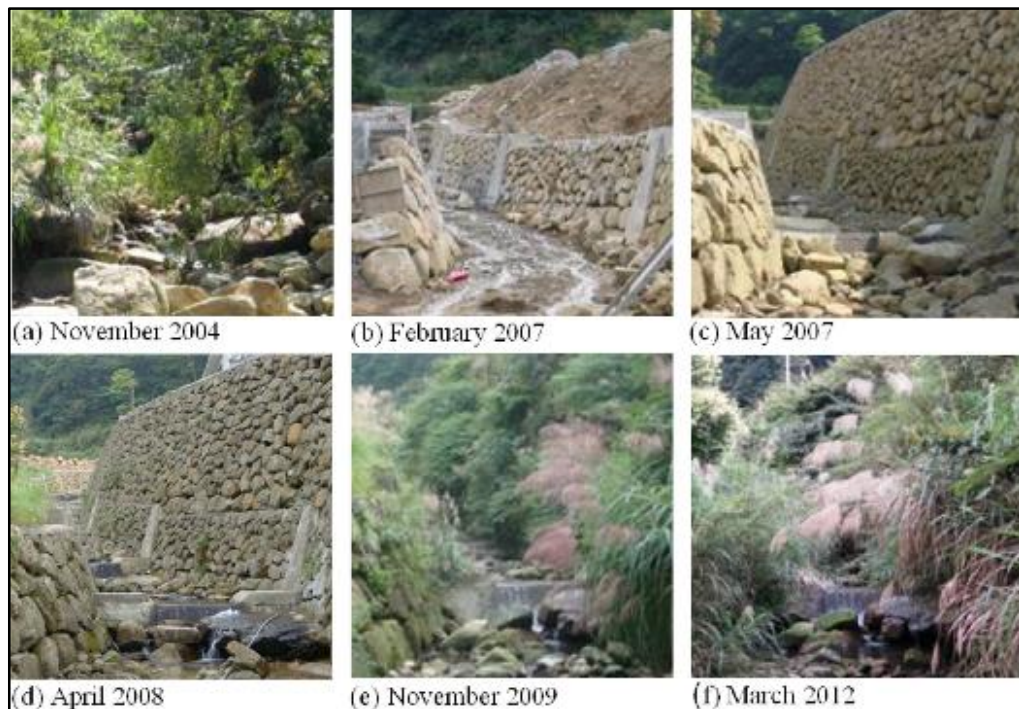 (a) November 2004
(b) February 2007
(c) May 2007
(d) April 2008
(e) November 2009
(f) March 2012